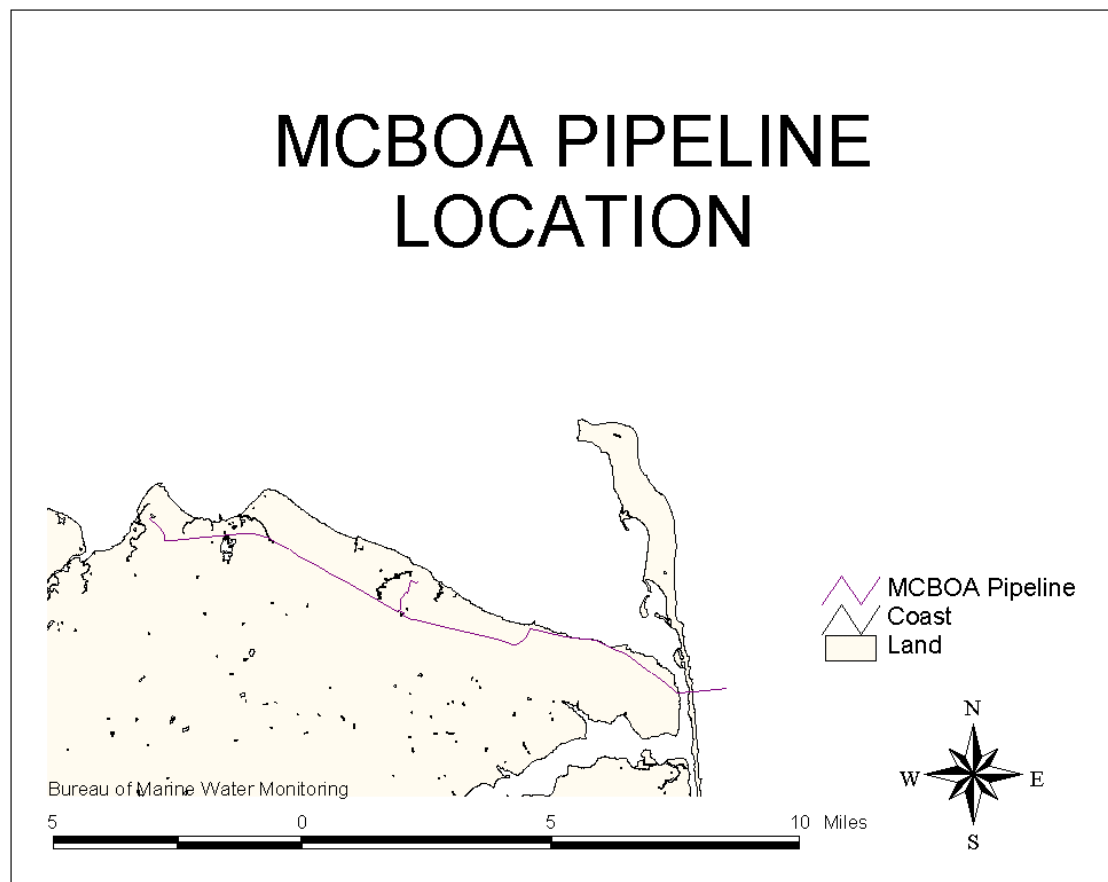 MCBOA PIPELINE
LOCATION
MCBOA Pipeline
Coast
Land
N
W E
S
Bureau of Marine Water Monitoring
5 0 5 10 Miles